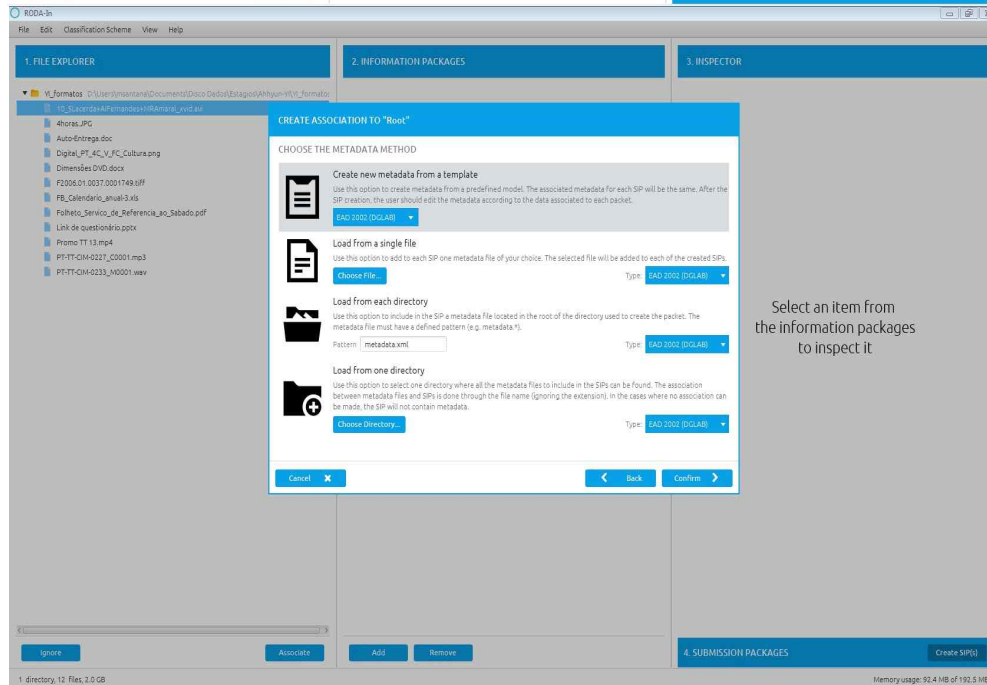 RODA-In
File Edit Classification Scheme View Help
1. FILE EXPLORER
2. INFORMATION PACKAGES
3. INSPECTOR
YI_formatos D:\Users\msantana\Documents\Disco Dados\Estagios\Ahhyun-YI\YI_formatos
4horas.JPG
Auto-Entrega.doc
Digital_PT_4C_V_FC_Cultura.png
Dimensões DVD.docx
F2006.01.0037.0001749.tiff
FB_Calendario_anual-3.xls
Folheto_Servico_de_Referencia_ao_Sabado.pdf
Link de questionário.pptx
Promo TT 13.mp4
PT-TT-CIM-0227_C0001.mp3
PT-TT-CIM-0233_M0001.wav
CREATE ASSOCIATION TO "Root"
CHOOSE THE METADATA METHOD
Create new metadata from a template
Use this option to create metadata from a predefined model. The associated metadata for each SIP will be the same. After the
SIP creation, the user should edit the metadata according to the data associated to each packet.
EAD 2002 (DGLAB)
Load from a single file
Use this option to add to each SIP one metadata file of your choice. The selected file will be added to each of the created SIPs.
Choose File... Type: EAD 2002 (DGLAB)
Load from each directory
Use this option to include in the SIP a metadata file located in the root of the directory used to create the packet. The
metadata file must have a defined pattern (e.g. metadata.*).
Pattern metadata.xml Type: EAD 2002 (DGLAB)
Load from one directory
Use this option to select one directory where all the metadata files to include in the SIPs can be found. The association
between metadata files and SIPs is done through the file name (ignoring the extension). In the cases where no association can
be made, the SIP will not contain metadata.
Choose Directory... Type: EAD 2002 (DGLAB)
Cancel Back Confirm
Select an item from
the information packages
to inspect it
Ignore Associate Add Remove
4. SUBMISSION PACKAGES Create SIP(s)
1 directory, 12 files, 2.0 GB
Memory usage: 92.4 MB of 192.5 MB